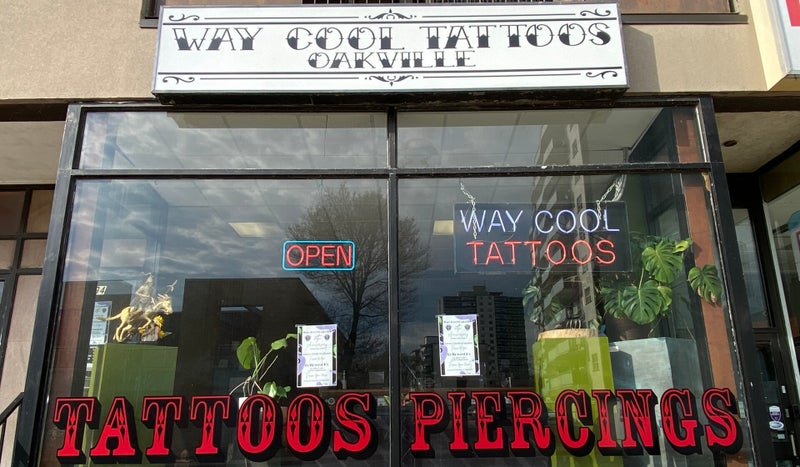 WAY COOL TATTOOS
OAKVILLE
OPEN
WAY COOL
TATTOOS
TATTOOS PIERCINGS